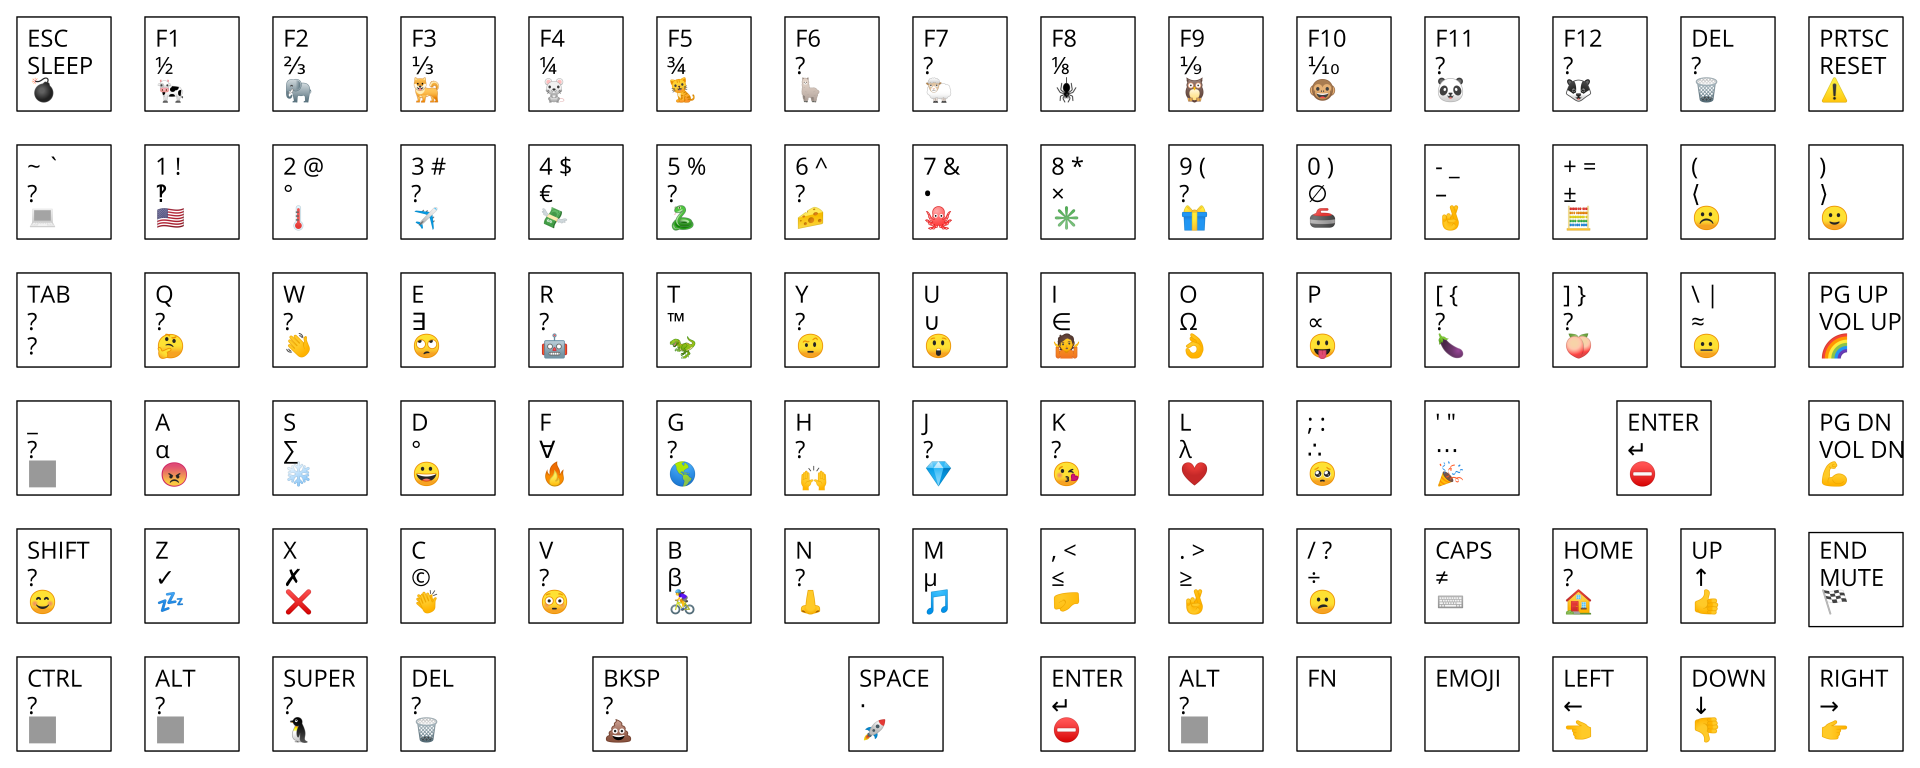 ESC F1 F2 F3 F4 F5 F6 F7 F8 F9 F10 F11 F12 DEL PRTSC
SLEEP ½ ⅔ ⅓ ¼ ¾ ? ? ⅛ ⅑ ⅒ ? ? ? RESET
💣 🐄 🐘 🐕 🐁 🐈 🦙 🐑 🕷️ 🦉 🐵 🐼 🦡 🗑️ ⚠️
~ ` 1 ! 2 @ 3 # 4 $ 5 % 6 ^ 7 & 8 * 9 ( 0 ) - _ + = ( )
? ‽ ° ? € ? ? • × ? ∅ – ± ⟨ ⟩
💻 🇺🇸 🌡️ ✈️ 💸 🐍 🧀 🐙 ✳️ 🎁 🥌 🤞 🧮 ☹️ 🙂
TAB Q W E R T Y U I O P [ { ] } \ | PG UP
? ? ? ∃ ? ™ ? ∪ ∈ Ω ∝ ? ? ≈ VOL UP
? 🤔 👋 🙄 🤖 🦖 🤨 😲 🤷 👌 😛 🍆 🍑 😐 🌈
_ A S D F G H J K L ; : ' " ENTER PG DN
? α ∑ ° ∀ ? ? ? ? λ ∴ ⋯ ↵ VOL DN
😡 ❄️ 😀 🔥 🌎 🙌 💎 😘 ❤️ 🥺 🎉 ⛔ 💪
SHIFT Z X C V B N M , < . > / ? CAPS HOME UP END
? ✓ ✗ © ? β ? µ ≤ ≥ ÷ ≠ ? ↑ MUTE
😊 💤 ❌ 👏 😳 🚴‍♀️ 👃 🎵 🤛 🤞 😕 ⌨️ 🏠 👍 🏁
CTRL ALT SUPER DEL BKSP SPACE ENTER ALT FN EMOJI LEFT DOWN RIGHT
? ? ? ? ? · ↵ ? ← ↓ →
🐧 🗑️ 💩 🚀 ⛔ 👈 👎 👉